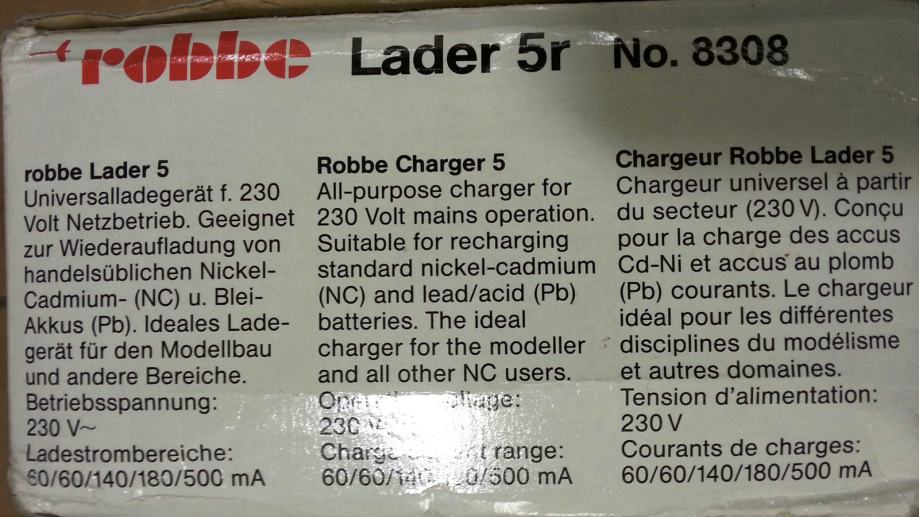 robbe Lader 5r No. 8308
robbe Lader 5
Universalladegerät f. 230
Volt Netzbetrieb. Geeignet
zur Wiederaufladung von
handelsüblichen Nickel-
Cadmium- (NC) u. Blei-
Akkus (Pb). Ideales Lade-
gerät für den Modellbau
und andere Bereiche.
Betriebsspannung:
230 V~
Ladestrombereiche:
60/60/140/180/500 mA
Robbe Charger 5
All-purpose charger for
230 Volt mains operation.
Suitable for recharging
standard nickel-cadmium
(NC) and lead/acid (Pb)
batteries. The ideal
charger for the modeller
and all other NC users.
230 V
range:
Chargeur Robbe Lader 5
Chargeur universel à partir
du secteur (230 V). Conçu
pour la charge des accus
Cd-Ni et accus au plomb
(Pb) courants. Le chargeur
idéal pour les différentes
disciplines du modélisme
et autres domaines.
Tension d'alimentation:
230 V
Courants de charges:
60/60/140/180/500 mA